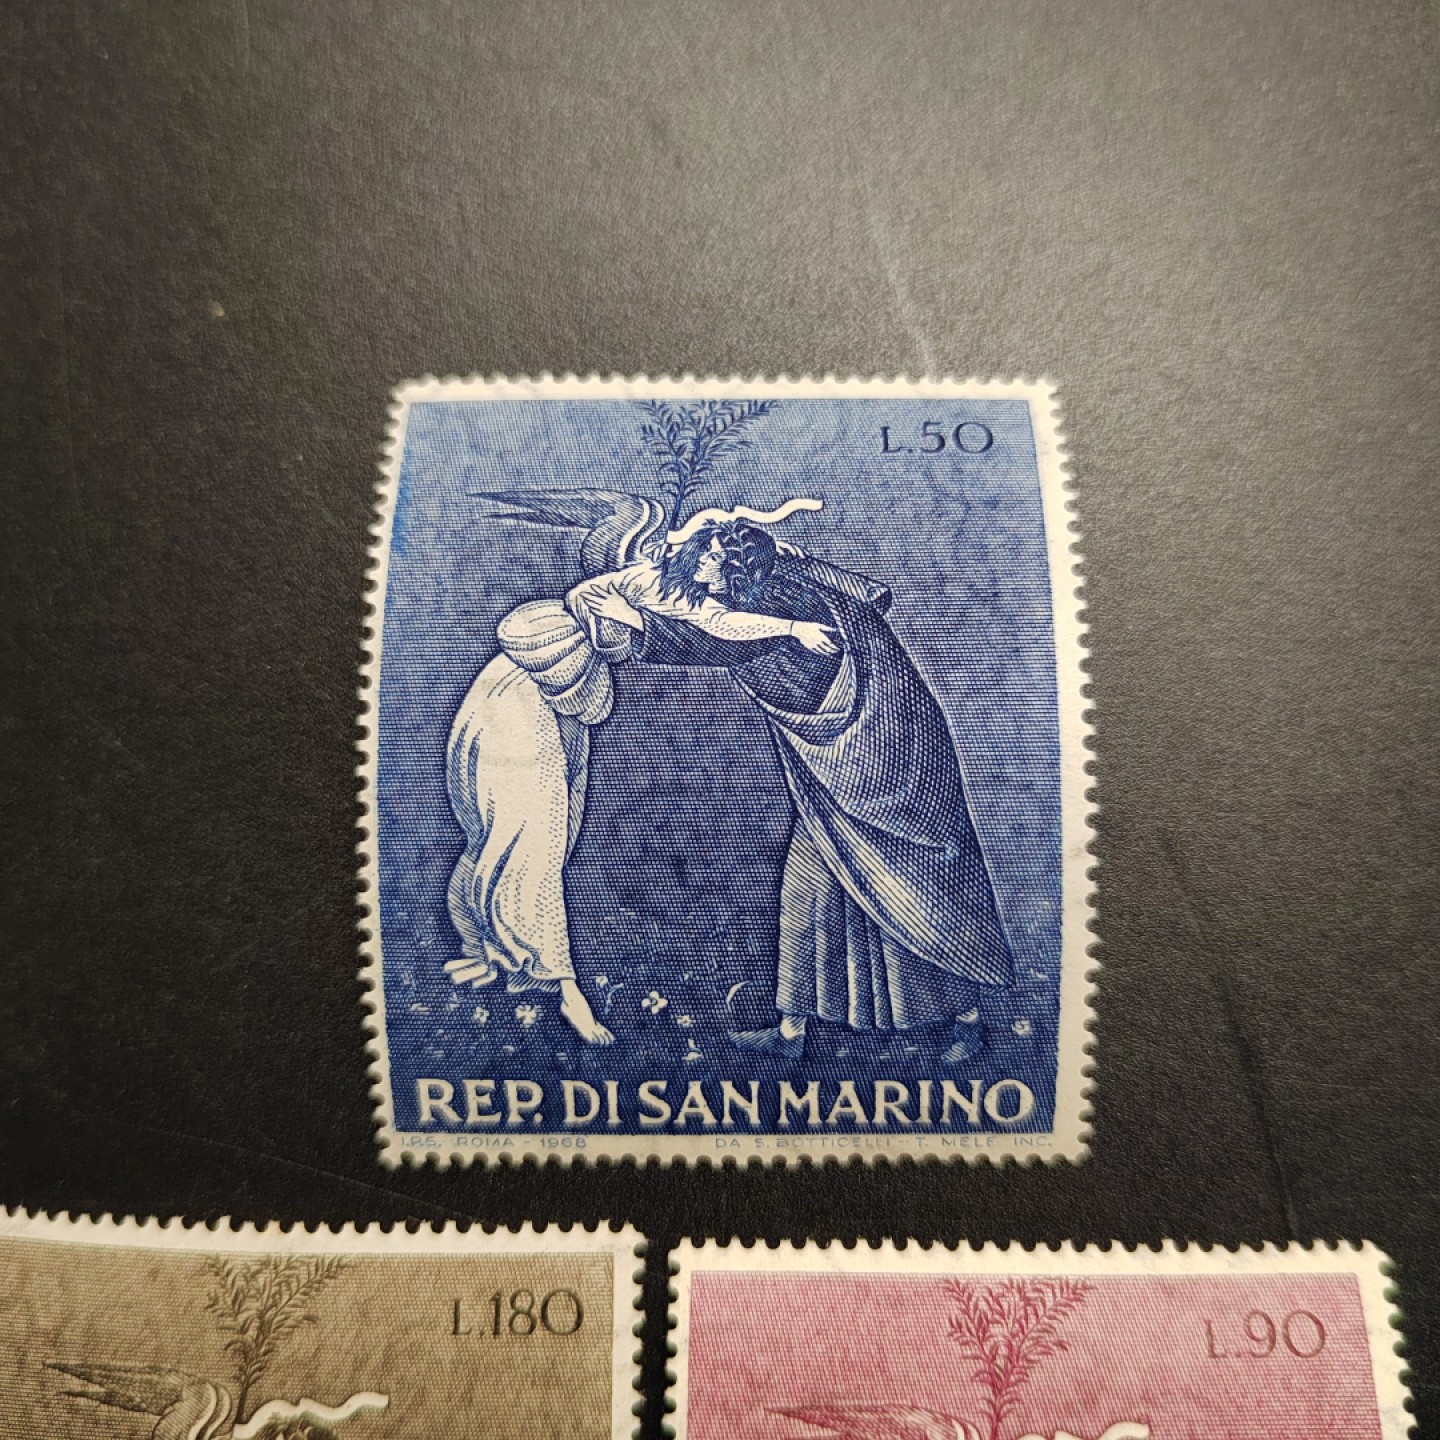 L.50
REP. DI SAN MARINO
I.P.S. ROMA - 1968 DA S. BOTTICELLI - T. MELE INC.
L.180
L.90